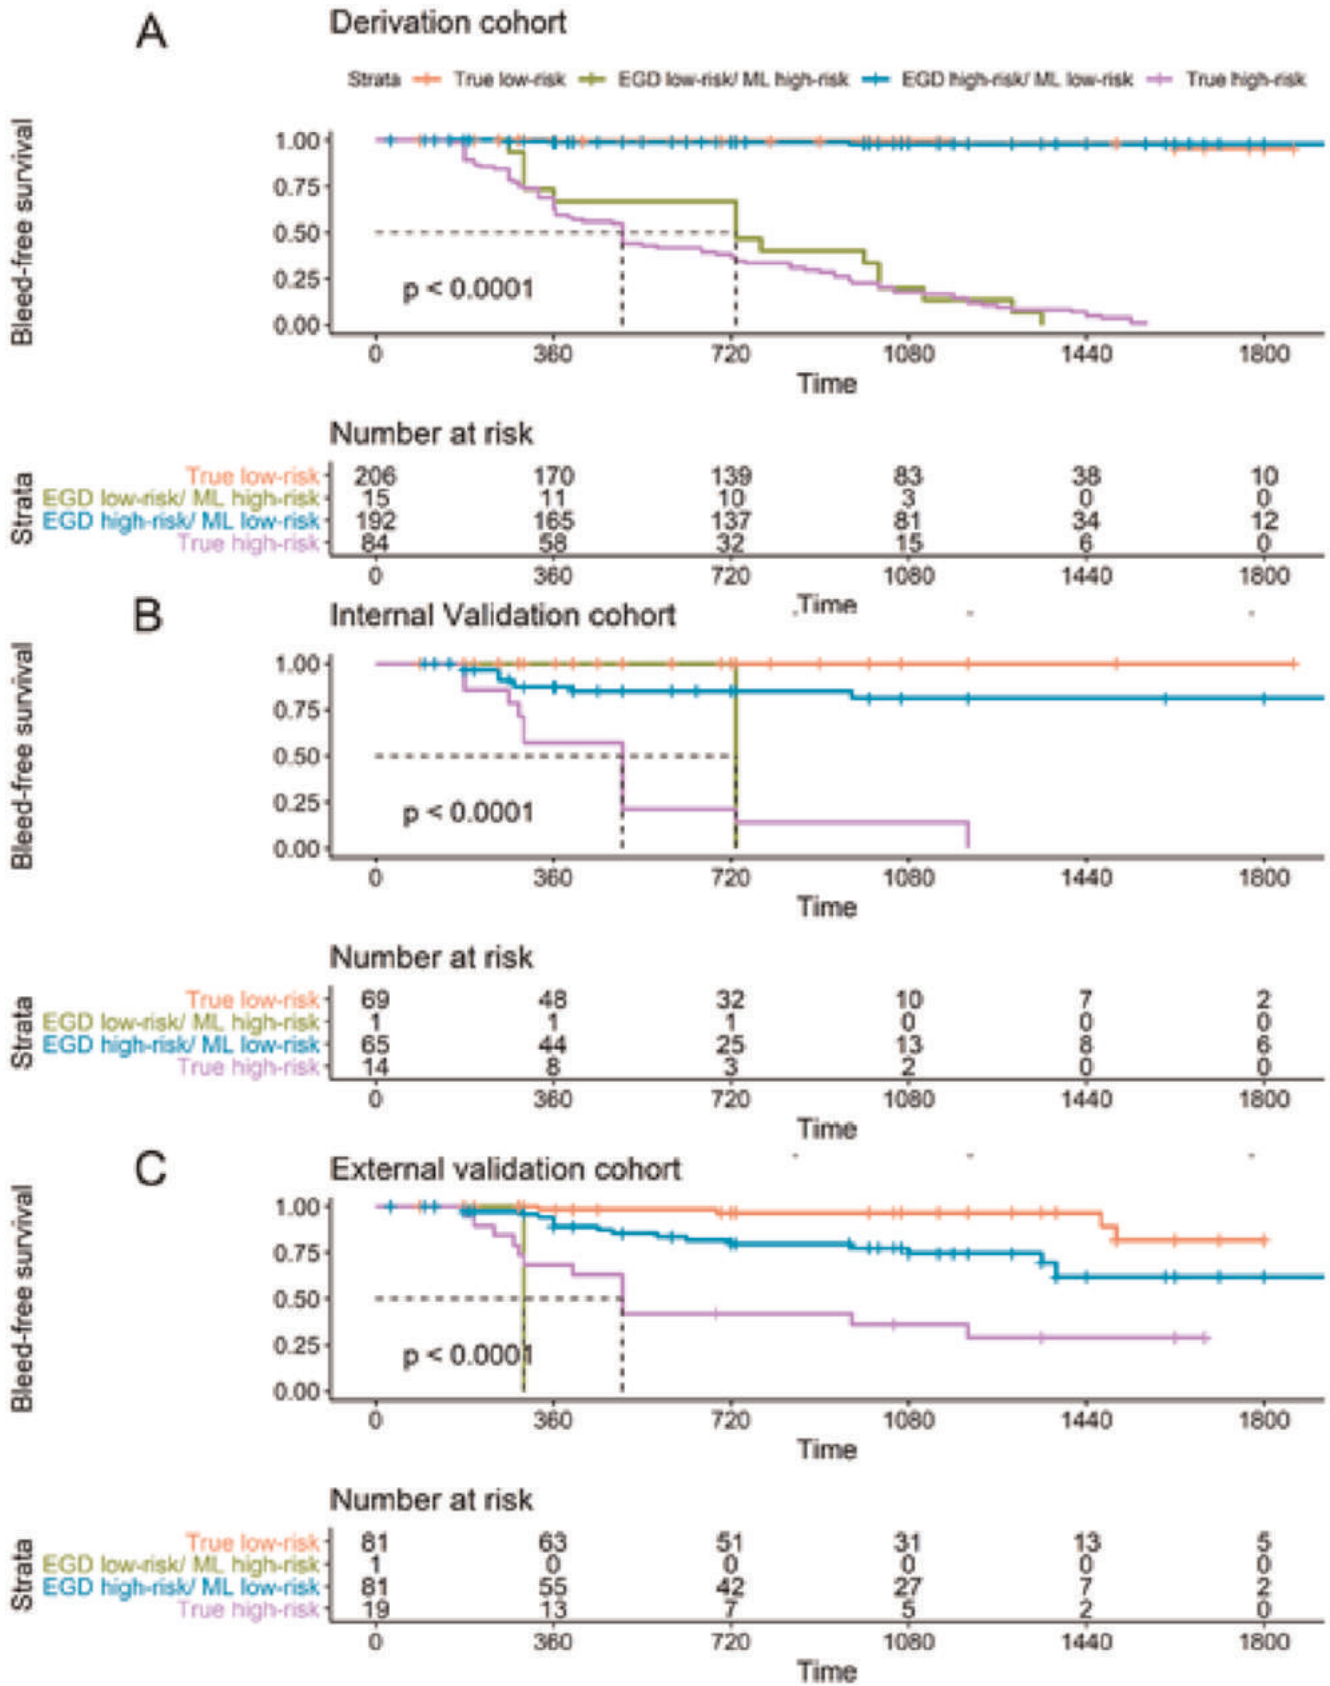 A
Derivation cohort
Strata True low-risk EGD low-risk/ ML high-risk EGD high-risk/ ML low-risk True high-risk
Bleed-free survival
1.00
0.75
0.50
0.25
0.00
p < 0.0001
0 360 720 1080 1440 1800
Time
Number at risk
Strata
True low-risk 206 170 139 83 38 10
EGD low-risk/ ML high-risk 15 11 10 3 0 0
EGD high-risk/ ML low-risk 192 165 137 81 34 12
True high-risk 84 58 32 15 6 0
0 360 720 1080 1440 1800
Time
B
Internal Validation cohort
Bleed-free survival
1.00
0.75
0.50
0.25
0.00
p < 0.0001
0 360 720 1080 1440 1800
Time
Number at risk
Strata
True low-risk 69 48 32 10 7 2
EGD low-risk/ ML high-risk 1 1 1 0 0 0
EGD high-risk/ ML low-risk 65 44 25 13 8 6
True high-risk 14 8 3 2 0 0
0 360 720 1080 1440 1800
Time
C
External validation cohort
Bleed-free survival
1.00
0.75
0.50
0.25
0.00
p < 0.0001
0 360 720 1080 1440 1800
Time
Number at risk
Strata
True low-risk 81 63 51 31 13 5
EGD low-risk/ ML high-risk 1 0 0 0 0 0
EGD high-risk/ ML low-risk 81 55 42 27 7 2
True high-risk 19 13 7 5 2 0
0 360 720 1080 1440 1800
Time